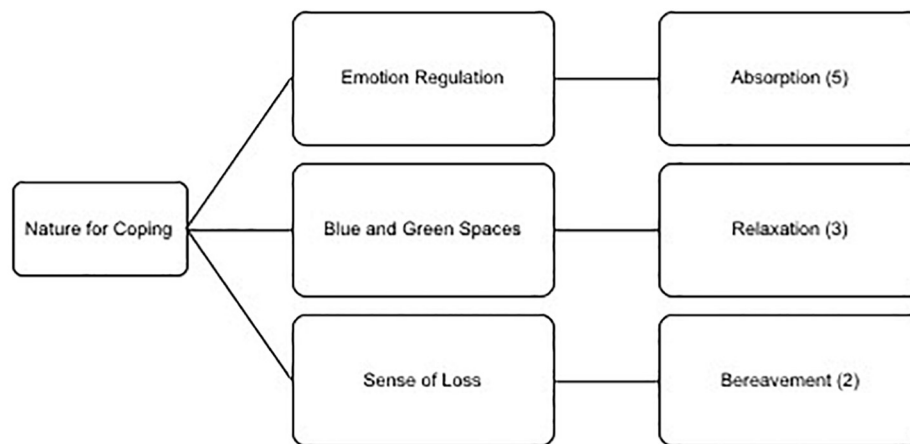 Emotion Regulation
Absorption (5)
Nature for Coping
Blue and Green Spaces
Relaxation (3)
Sense of Loss
Bereavement (2)